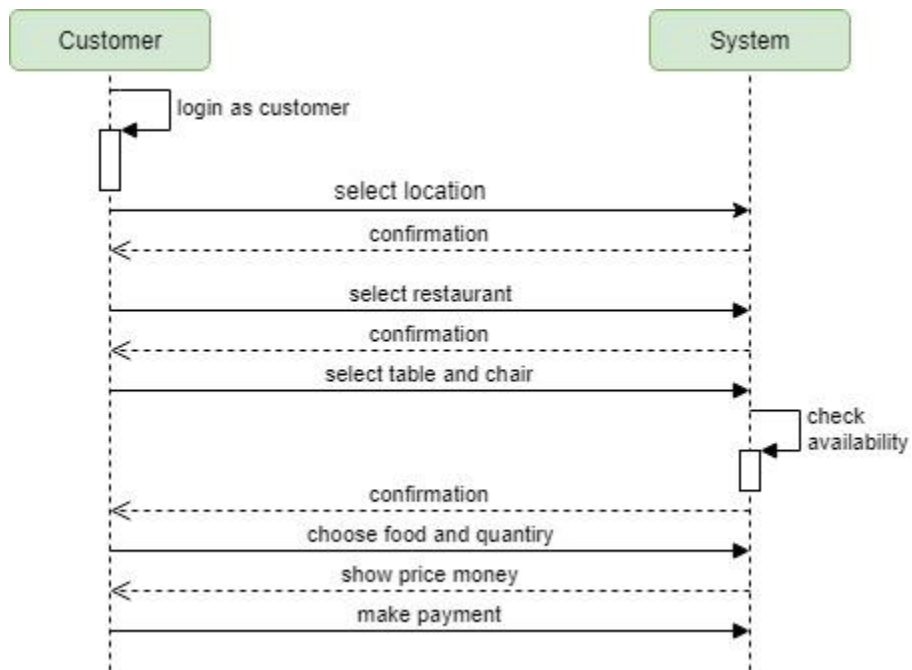 Customer
System
login as customer
select location
confirmation
select restaurant
confirmation
select table and chair
check
availability
confirmation
choose food and quantiry
show price money
make payment